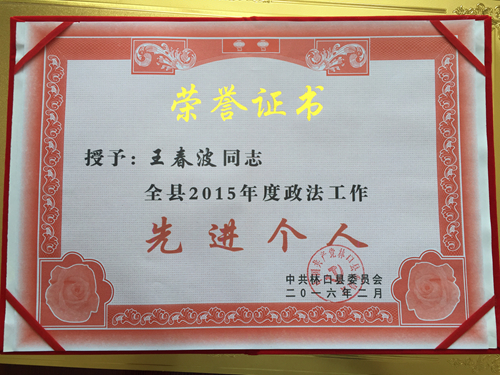 荣誉证书
授予：王春波同志
全县2015年度政法工作
先进个人
中共林口县委员会
二〇一六年二月